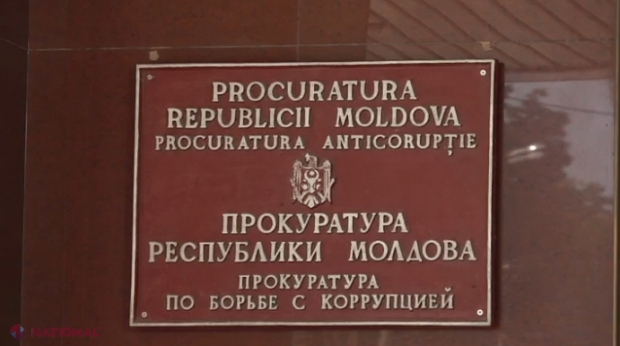 PROCURATURA
REPUBLICII MOLDOVA
PROCURATURA ANTICORUPȚIE
ПРОКУРАТУРА
РЕСПУБЛИКИ МОЛДОВА
ПРОКУРАТУРА
ПО БОРЬБЕ С КОРРУПЦИЕЙ